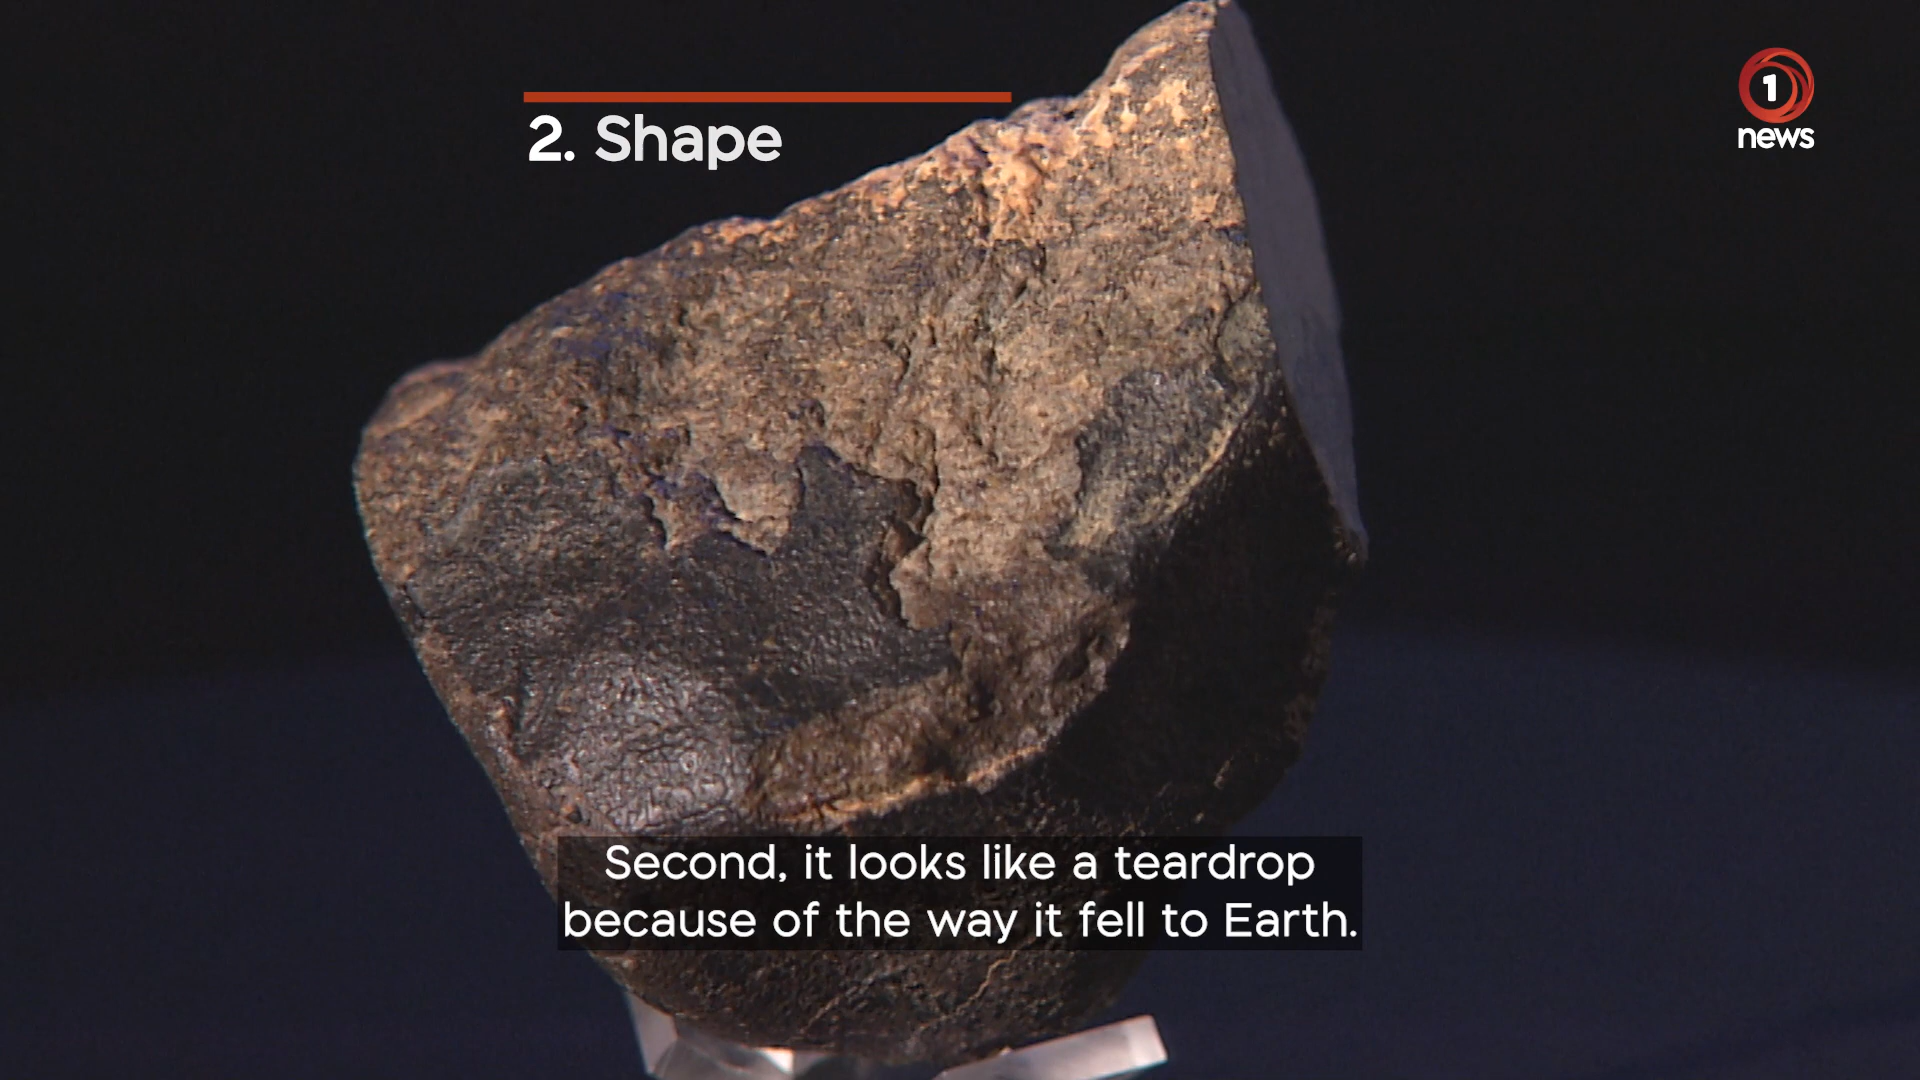 2. Shape
1
news
Second, it looks like a teardrop
because of the way it fell to Earth.